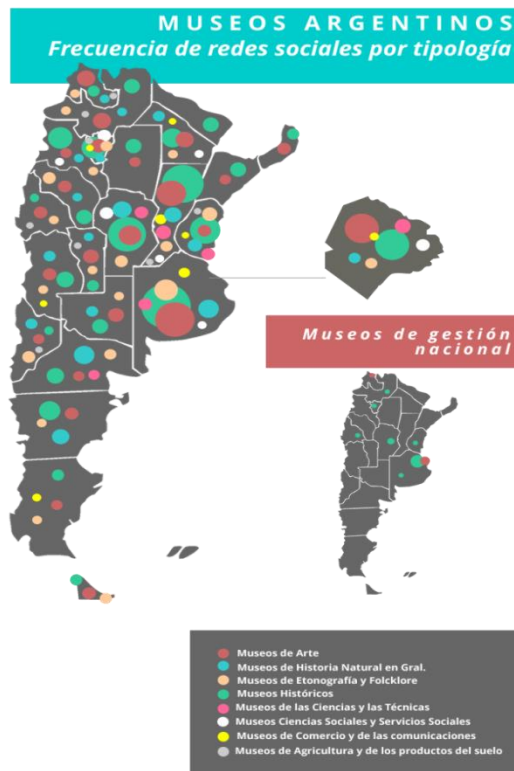 MUSEOS ARGENTINOS
Frecuencia de redes sociales por tipología
Museos de gestión
nacional
Museos de Arte
Museos de Historia Natural en Gral.
Museos de Etonografía y Folcklore
Museos Históricos
Museos de las Ciencias y las Técnicas
Museos Ciencias Sociales y Servicios Sociales
Museos de Comercio y de las comunicaciones
Museos de Agricultura y de los productos del suelo